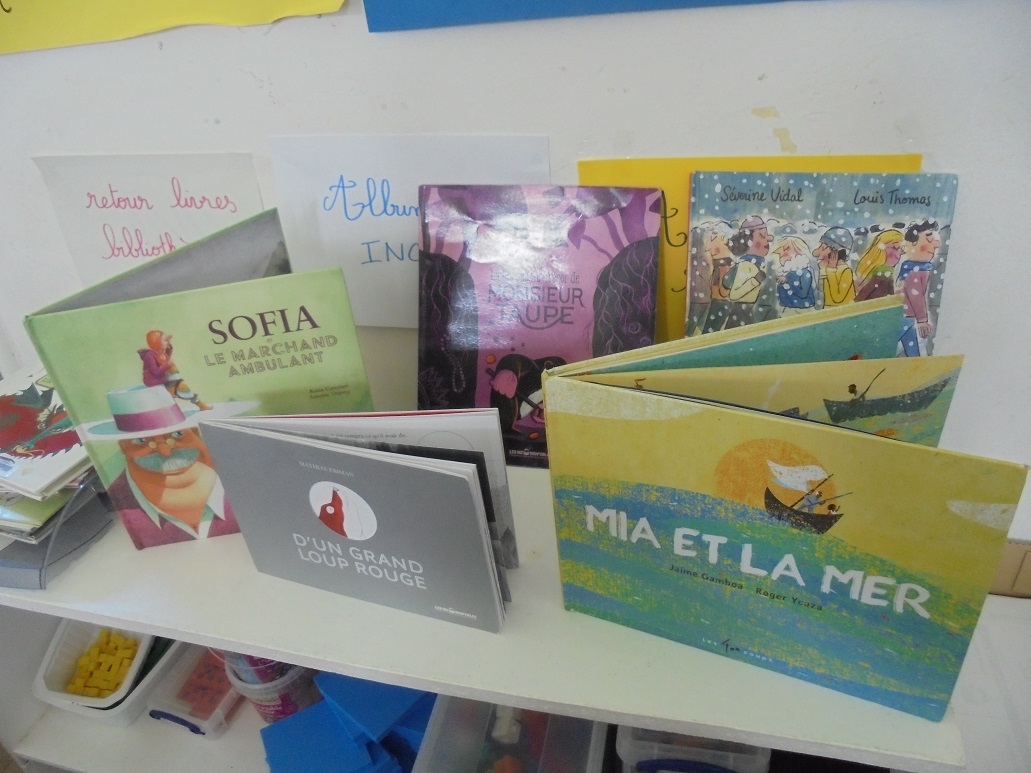 retour livres
biblioth
Album
INC
SOFIA
et
LE MARCHAND
AMBULANT
MONSIEUR
TAUPE
Séverine Vidal Louis Thomas
D'UN GRAND
LOUP ROUGE
MIA ET LA MER
Jaime Gamboa Roger Ycaza